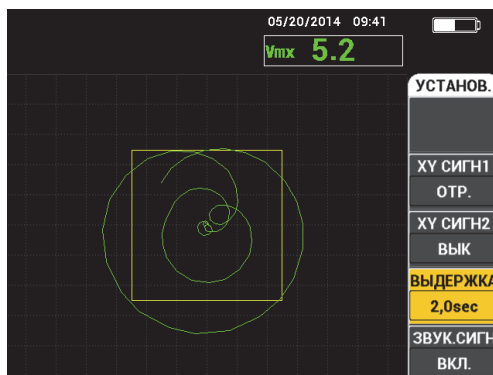 05/20/2014 09:41
Vmx 5.2
УСТАНОВ.
XY СИГН1
ОТР.
XY СИГН2
ВЫК
ВЫДЕРЖКА
2,0sec
ЗВУК.СИГН
ВКЛ.